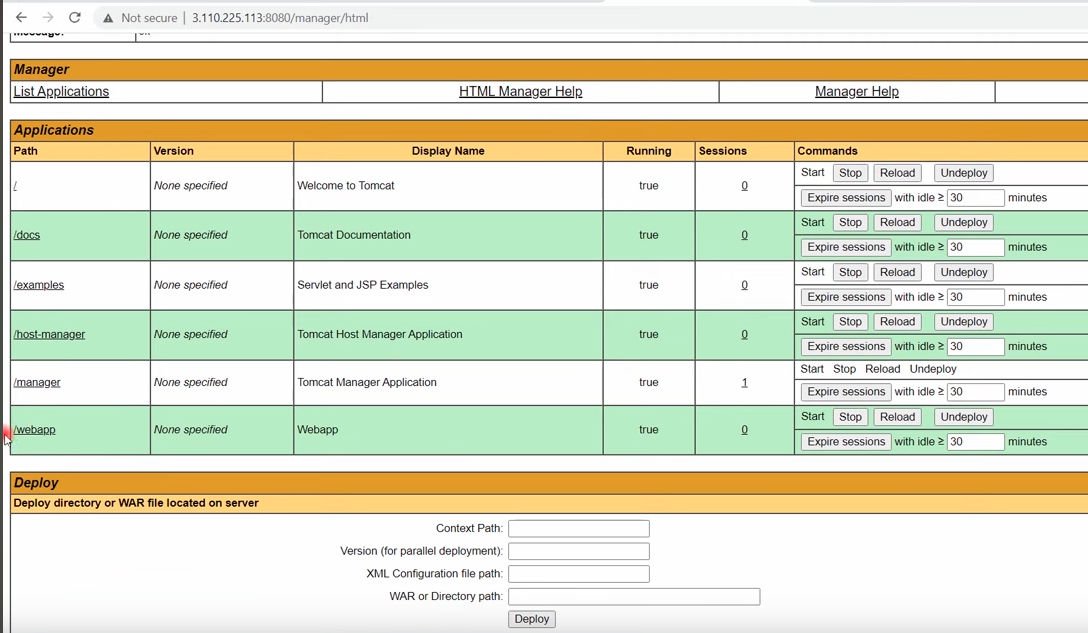 Not secure | 3.110.225.113:8080/manager/html
Message:
Manager
List Applications HTML Manager Help Manager Help
Applications
Path Version Display Name Running Sessions Commands
/ None specified Welcome to Tomcat true 0 Start Stop Reload Undeploy
Expire sessions with idle ≥ 30 minutes
/docs None specified Tomcat Documentation true 0 Start Stop Reload Undeploy
Expire sessions with idle ≥ 30 minutes
/examples None specified Servlet and JSP Examples true 0 Start Stop Reload Undeploy
Expire sessions with idle ≥ 30 minutes
/host-manager None specified Tomcat Host Manager Application true 0 Start Stop Reload Undeploy
Expire sessions with idle ≥ 30 minutes
/manager None specified Tomcat Manager Application true 1 Start Stop Reload Undeploy
Expire sessions with idle ≥ 30 minutes
/webapp None specified Webapp true 0 Start Stop Reload Undeploy
Expire sessions with idle ≥ 30 minutes
Deploy
Deploy directory or WAR file located on server
Context Path:
Version (for parallel deployment):
XML Configuration file path:
WAR or Directory path:
Deploy